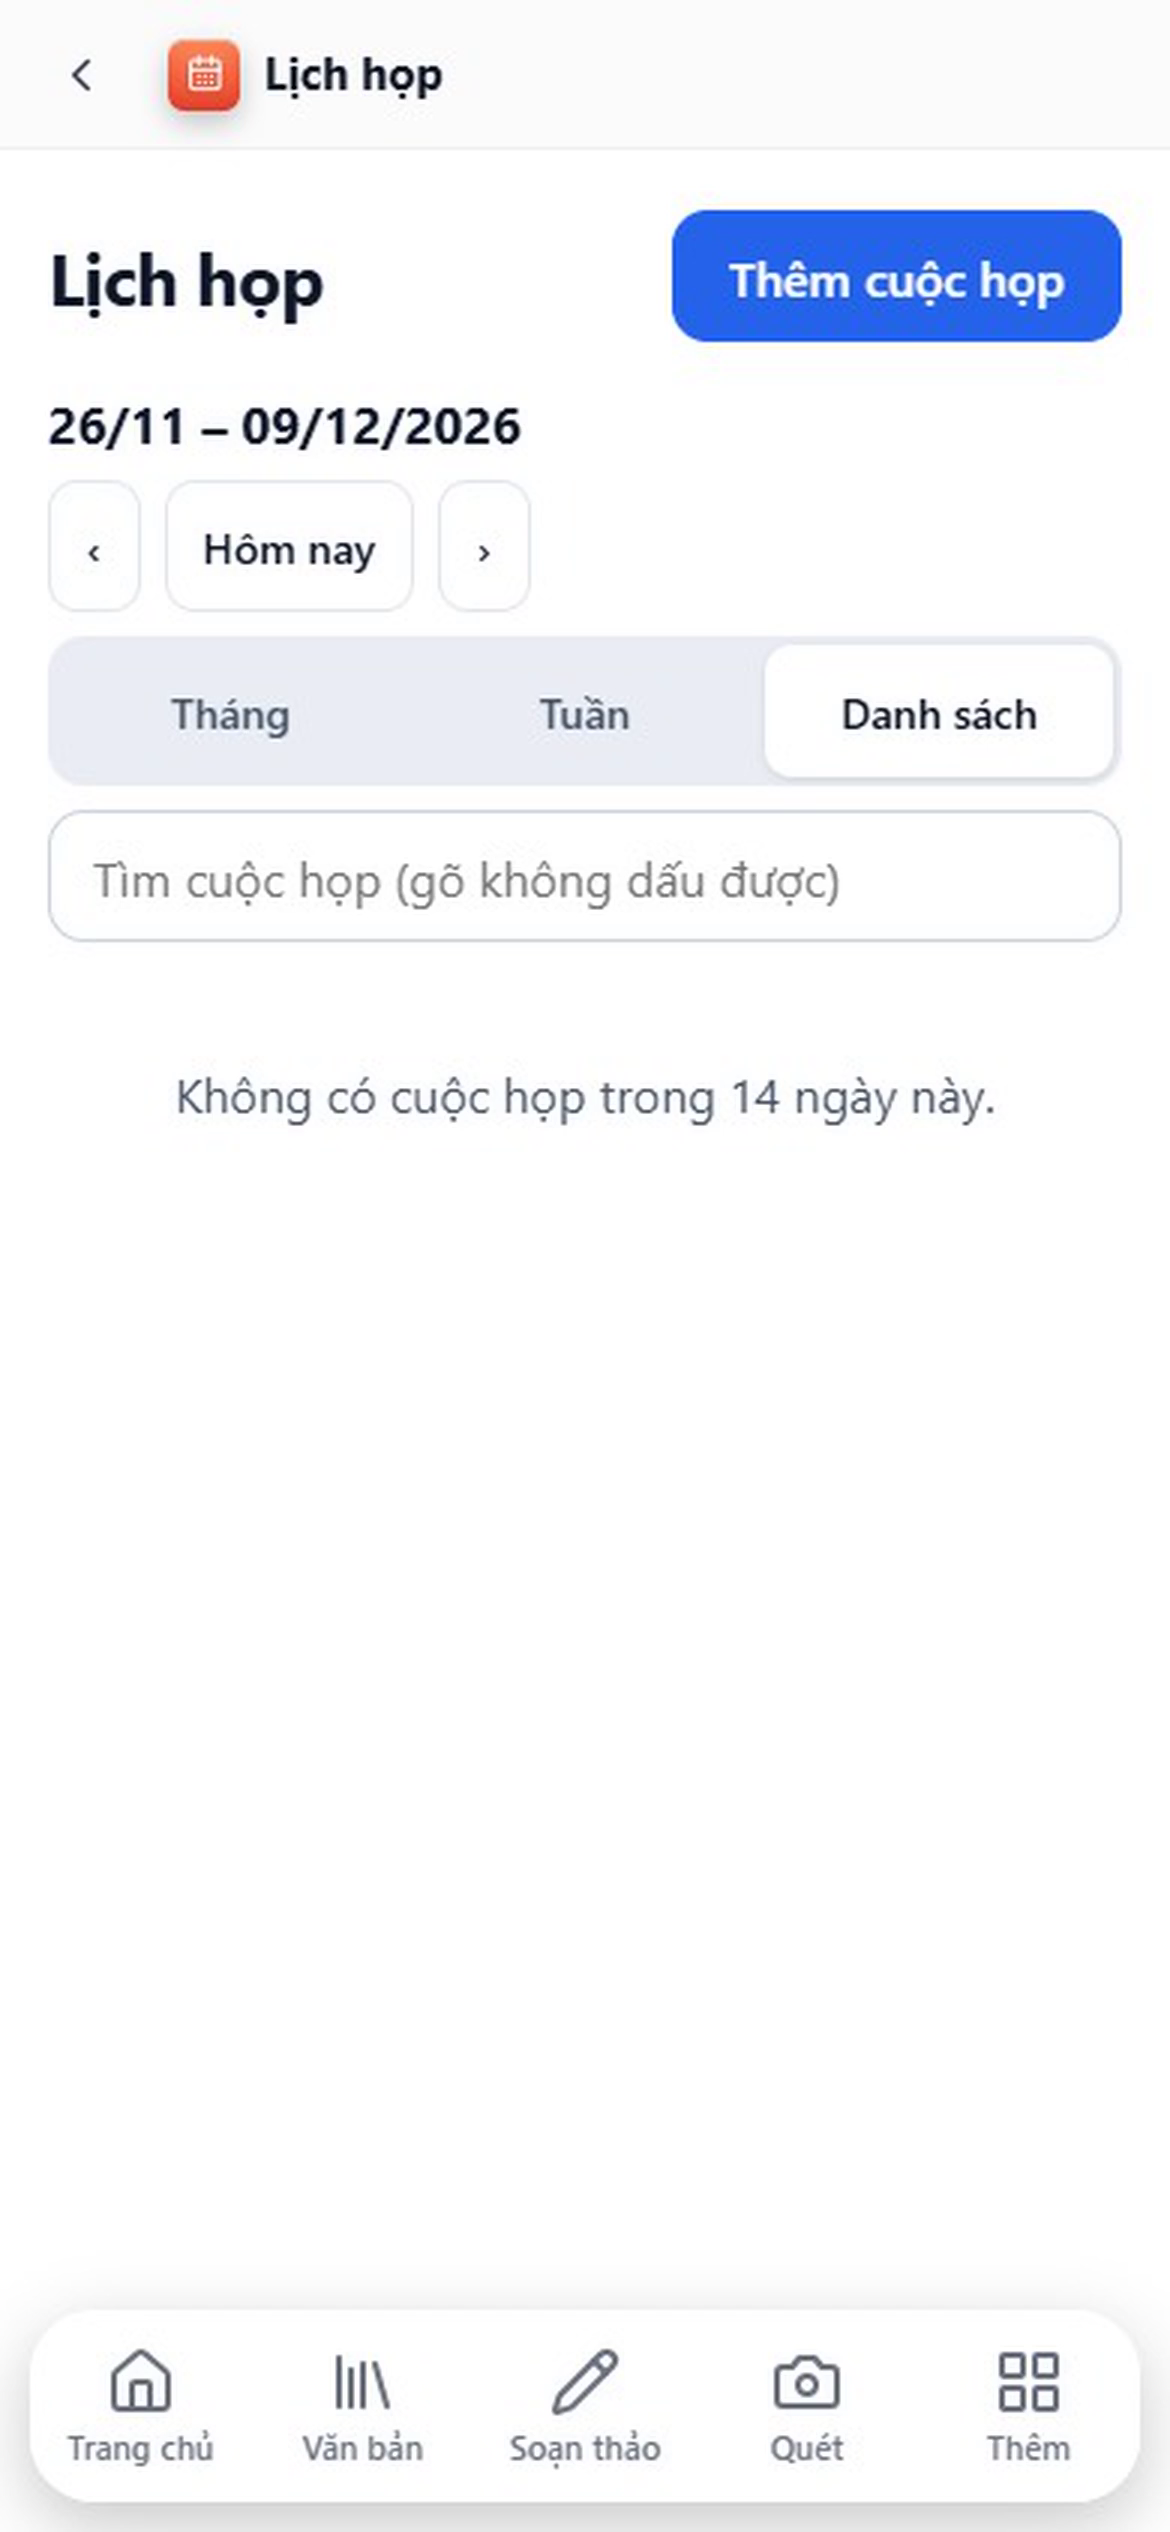 Lịch họp
Lịch họp
Thêm cuộc họp
26/11 – 09/12/2026
‹ Hôm nay ›
Tháng Tuần Danh sách
Tìm cuộc họp (gõ không dấu được)
Không có cuộc họp trong 14 ngày này.
Trang chủ Văn bản Soạn thảo Quét Thêm